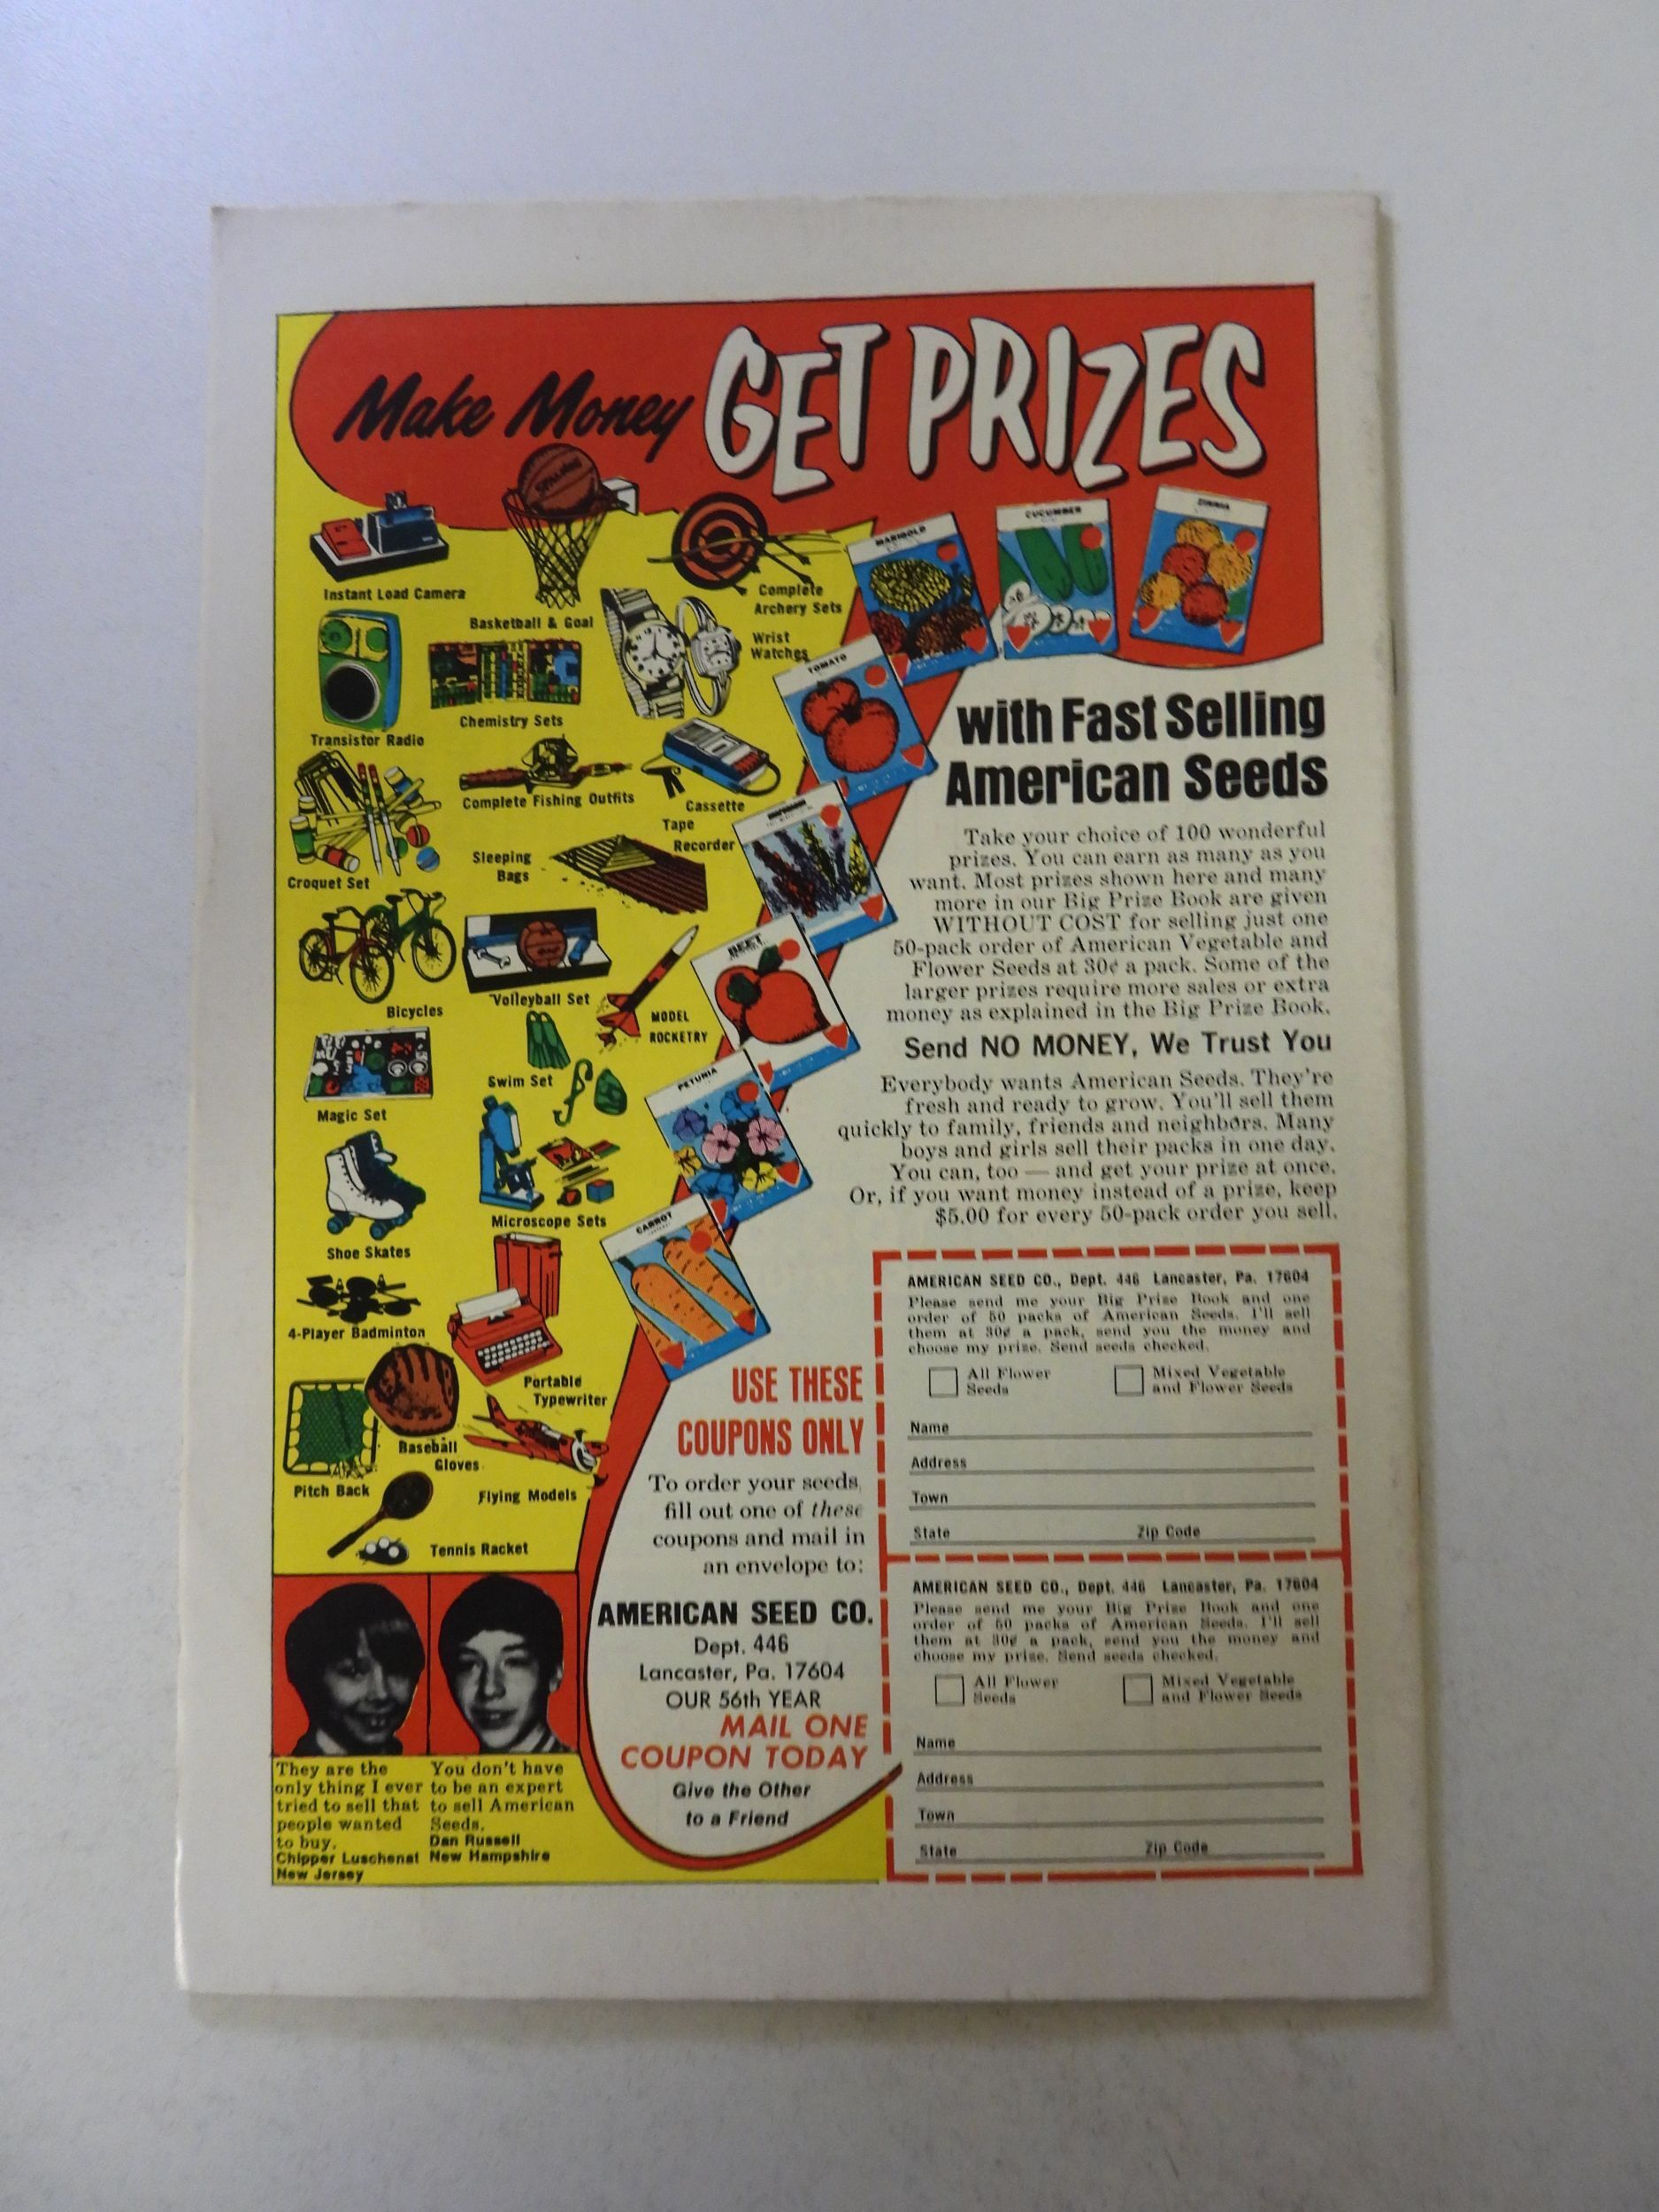 Make Money GET PRIZES
SPALDING
Instant Load Camera
Basketball & Goal
Complete
Archery Sets
Wrist
Watches
Transistor Radio
Chemistry Sets
Complete Fishing Outfits
Cassette
Tape
Recorder
Croquet Set
Sleeping
Bags
Bicycles
Volleyball Set
MODEL
ROCKETRY
Swim Set
Magic Set
Shoe Skates
Microscope Sets
4-Player Badminton
Portable
Typewriter
Baseball
Gloves
Pitch Back
Flying Models
Tennis Racket
MARIGOLD
CUCUMBER
ZINNIA
TOMATO
BEET
PETUNIA
CARROT
with Fast Selling
American Seeds
Take your choice of 100 wonderful
prizes. You can earn as many as you
want. Most prizes shown here and many
more in our Big Prize Book are given
WITHOUT COST for selling just one
50-pack order of American Vegetable and
Flower Seeds at 30¢ a pack. Some of the
larger prizes require more sales or extra
money as explained in the Big Prize Book.
Send NO MONEY, We Trust You
Everybody wants American Seeds. They're
fresh and ready to grow. You'll sell them
quickly to family, friends and neighbors. Many
boys and girls sell their packs in one day.
You can, too — and get your prize at once.
Or, if you want money instead of a prize, keep
$5.00 for every 50-pack order you sell.
USE THESE
COUPONS ONLY
To order your seeds
fill out one of these
coupons and mail in
an envelope to:
AMERICAN SEED CO.
Dept. 446
Lancaster, Pa. 17604
OUR 56th YEAR
MAIL ONE
COUPON TODAY
Give the Other
to a Friend
AMERICAN SEED CO., Dept. 446 Lancaster, Pa. 17604
Please send me your Big Prize Book and one
order of 50 packs of American Seeds. I'll sell
them at 30¢ a pack, send you the money and
choose my prize. Send seeds checked.
All Flower
Seeds
Mixed Vegetable
and Flower Seeds
Name
Address
Town
State Zip Code
AMERICAN SEED CO., Dept. 446 Lancaster, Pa. 17604
Please send me your Big Prize Book and one
order of 50 packs of American Seeds. I'll sell
them at 30¢ a pack, send you the money and
choose my prize. Send seeds checked.
All Flower
Seeds
Mixed Vegetable
and Flower Seeds
Name
Address
Town
State Zip Code
They are the
only thing I ever
tried to sell that
people wanted
to buy.
Chipper Luschenat
New Jersey
You don't have
to be an expert
to sell American
Seeds.
Dan Russell
New Hampshire